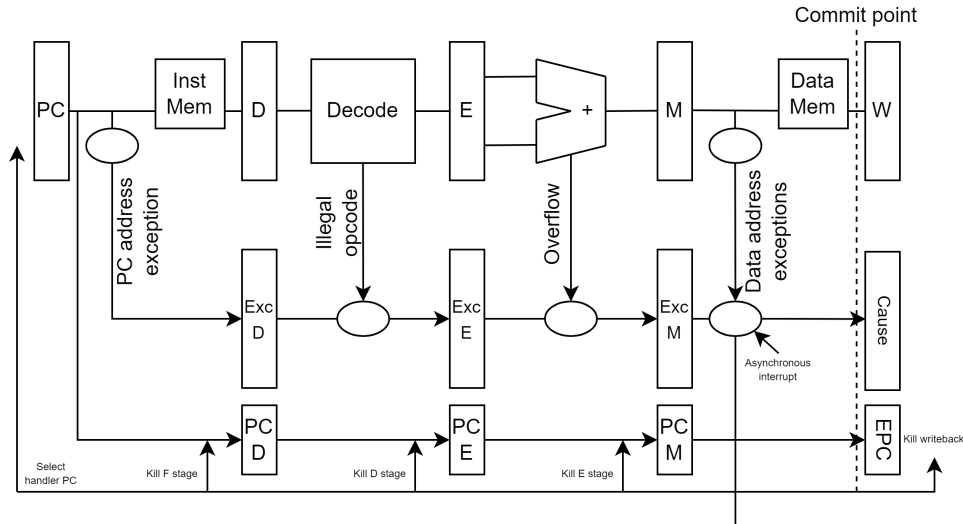 Commit point
PC
Inst
Mem
D
Decode
E
+
M
Data
Mem
W
PC address
exception
Illegal
opcode
Overflow
Data address
exceptions
Exc
D
Exc
E
Exc
M
Cause
Asynchronous
interrupt
PC
D
PC
E
PC
M
EPC
Kill writeback
Select
handler PC
Kill F stage
Kill D stage
Kill E stage